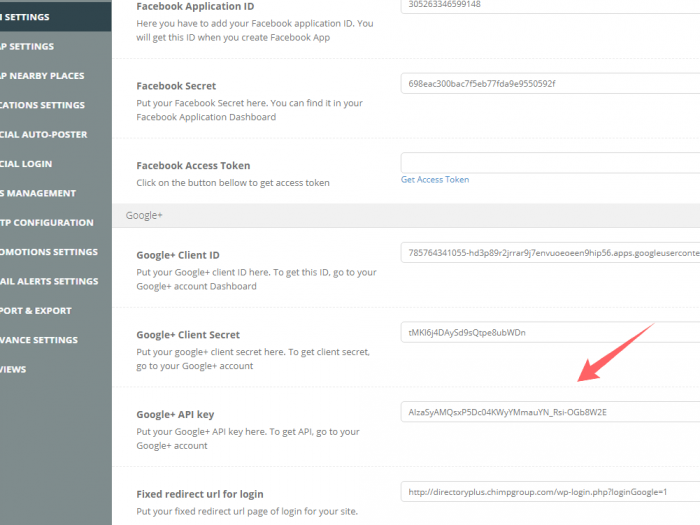 I SETTINGS
AP SETTINGS
AP NEARBY PLACES
CATIONS SETTINGS
CIAL AUTO-POSTER
CIAL LOGIN
S MANAGEMENT
TP CONFIGURATION
OMOTIONS SETTINGS
AIL ALERTS SETTINGS
PORT & EXPORT
VANCE SETTINGS
VIEWS
Facebook Application ID
305263346599148
Here you have to add your Facebook application ID. You
will get this ID when you create Facebook App
Facebook Secret
698eac300bac7f5eb77fda9e9550592f
Put your Facebook Secret here. You can find it in your
Facebook Application Dashboard
Facebook Access Token
Click on the button bellow to get access token
Get Access Token
Google+
Google+ Client ID
785764341055-hd3p89r2jrrar9j7envuoeoeen9hip56.apps.googleuserconte
Put your Google+ client ID here. To get this ID, go to your
Google+ account Dashboard
Google+ Client Secret
tMKI6j4DAySd9sQtpe8ubWDn
Put your google+ client secret here. To get client secret,
go to your Google+ account
Google+ API key
AIzaSyAMQsxP5Dc04KWyYMmauYN_Rsi-OGb8W2E
Put your Google+ API key here. To get API, go to your
Google+ account
Fixed redirect url for login
http://directoryplus.chimpgroup.com/wp-login.php?loginGoogle=1
Put your fixed redirect url page of login for your site.